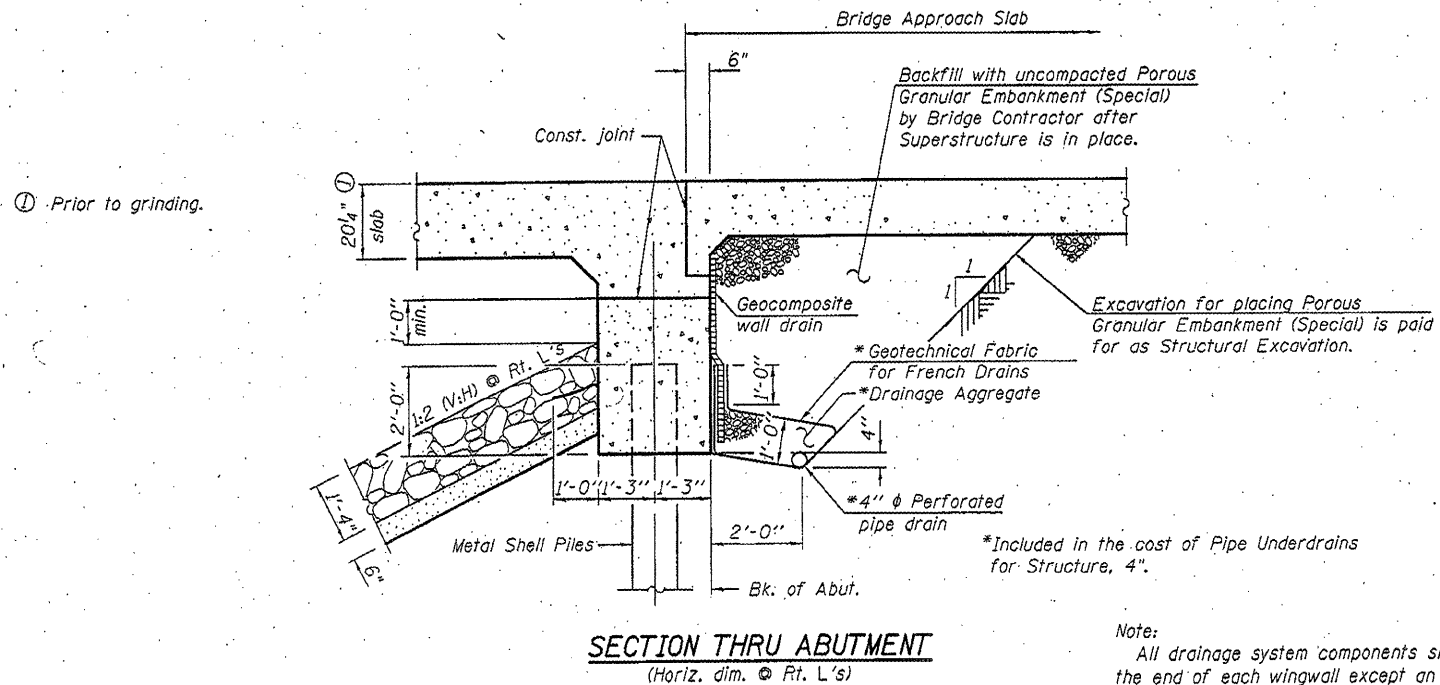 Bridge Approach Slab
6"
Backfill with uncompacted Porous
Granular Embankment (Special)
by Bridge Contractor after
Superstructure is in place.
Const. joint
① Prior to grinding.
20¼" ①
slab
1
1
Geocomposite
wall drain
Excavation for placing Porous
Granular Embankment (Special) is paid
for as Structural Excavation.
1'-0"
min.
*Geotechnical Fabric
for French Drains
*Drainage Aggregate
1:2 (V:H) @ Rt. L's
2'-0"
1'-0"
1'-0"
4"
1'-0"
1'-3"
1'-3"
*4" ϕ Perforated
pipe drain
1'-4"
6"
2'-0"
Metal Shell Piles
*Included in the cost of Pipe Underdrains
for Structure, 4".
Bk. of Abut.
SECTION THRU ABUTMENT
(Horiz. dim. @ Rt. L's)
Note:
All drainage system components
the end of each wingwall except an